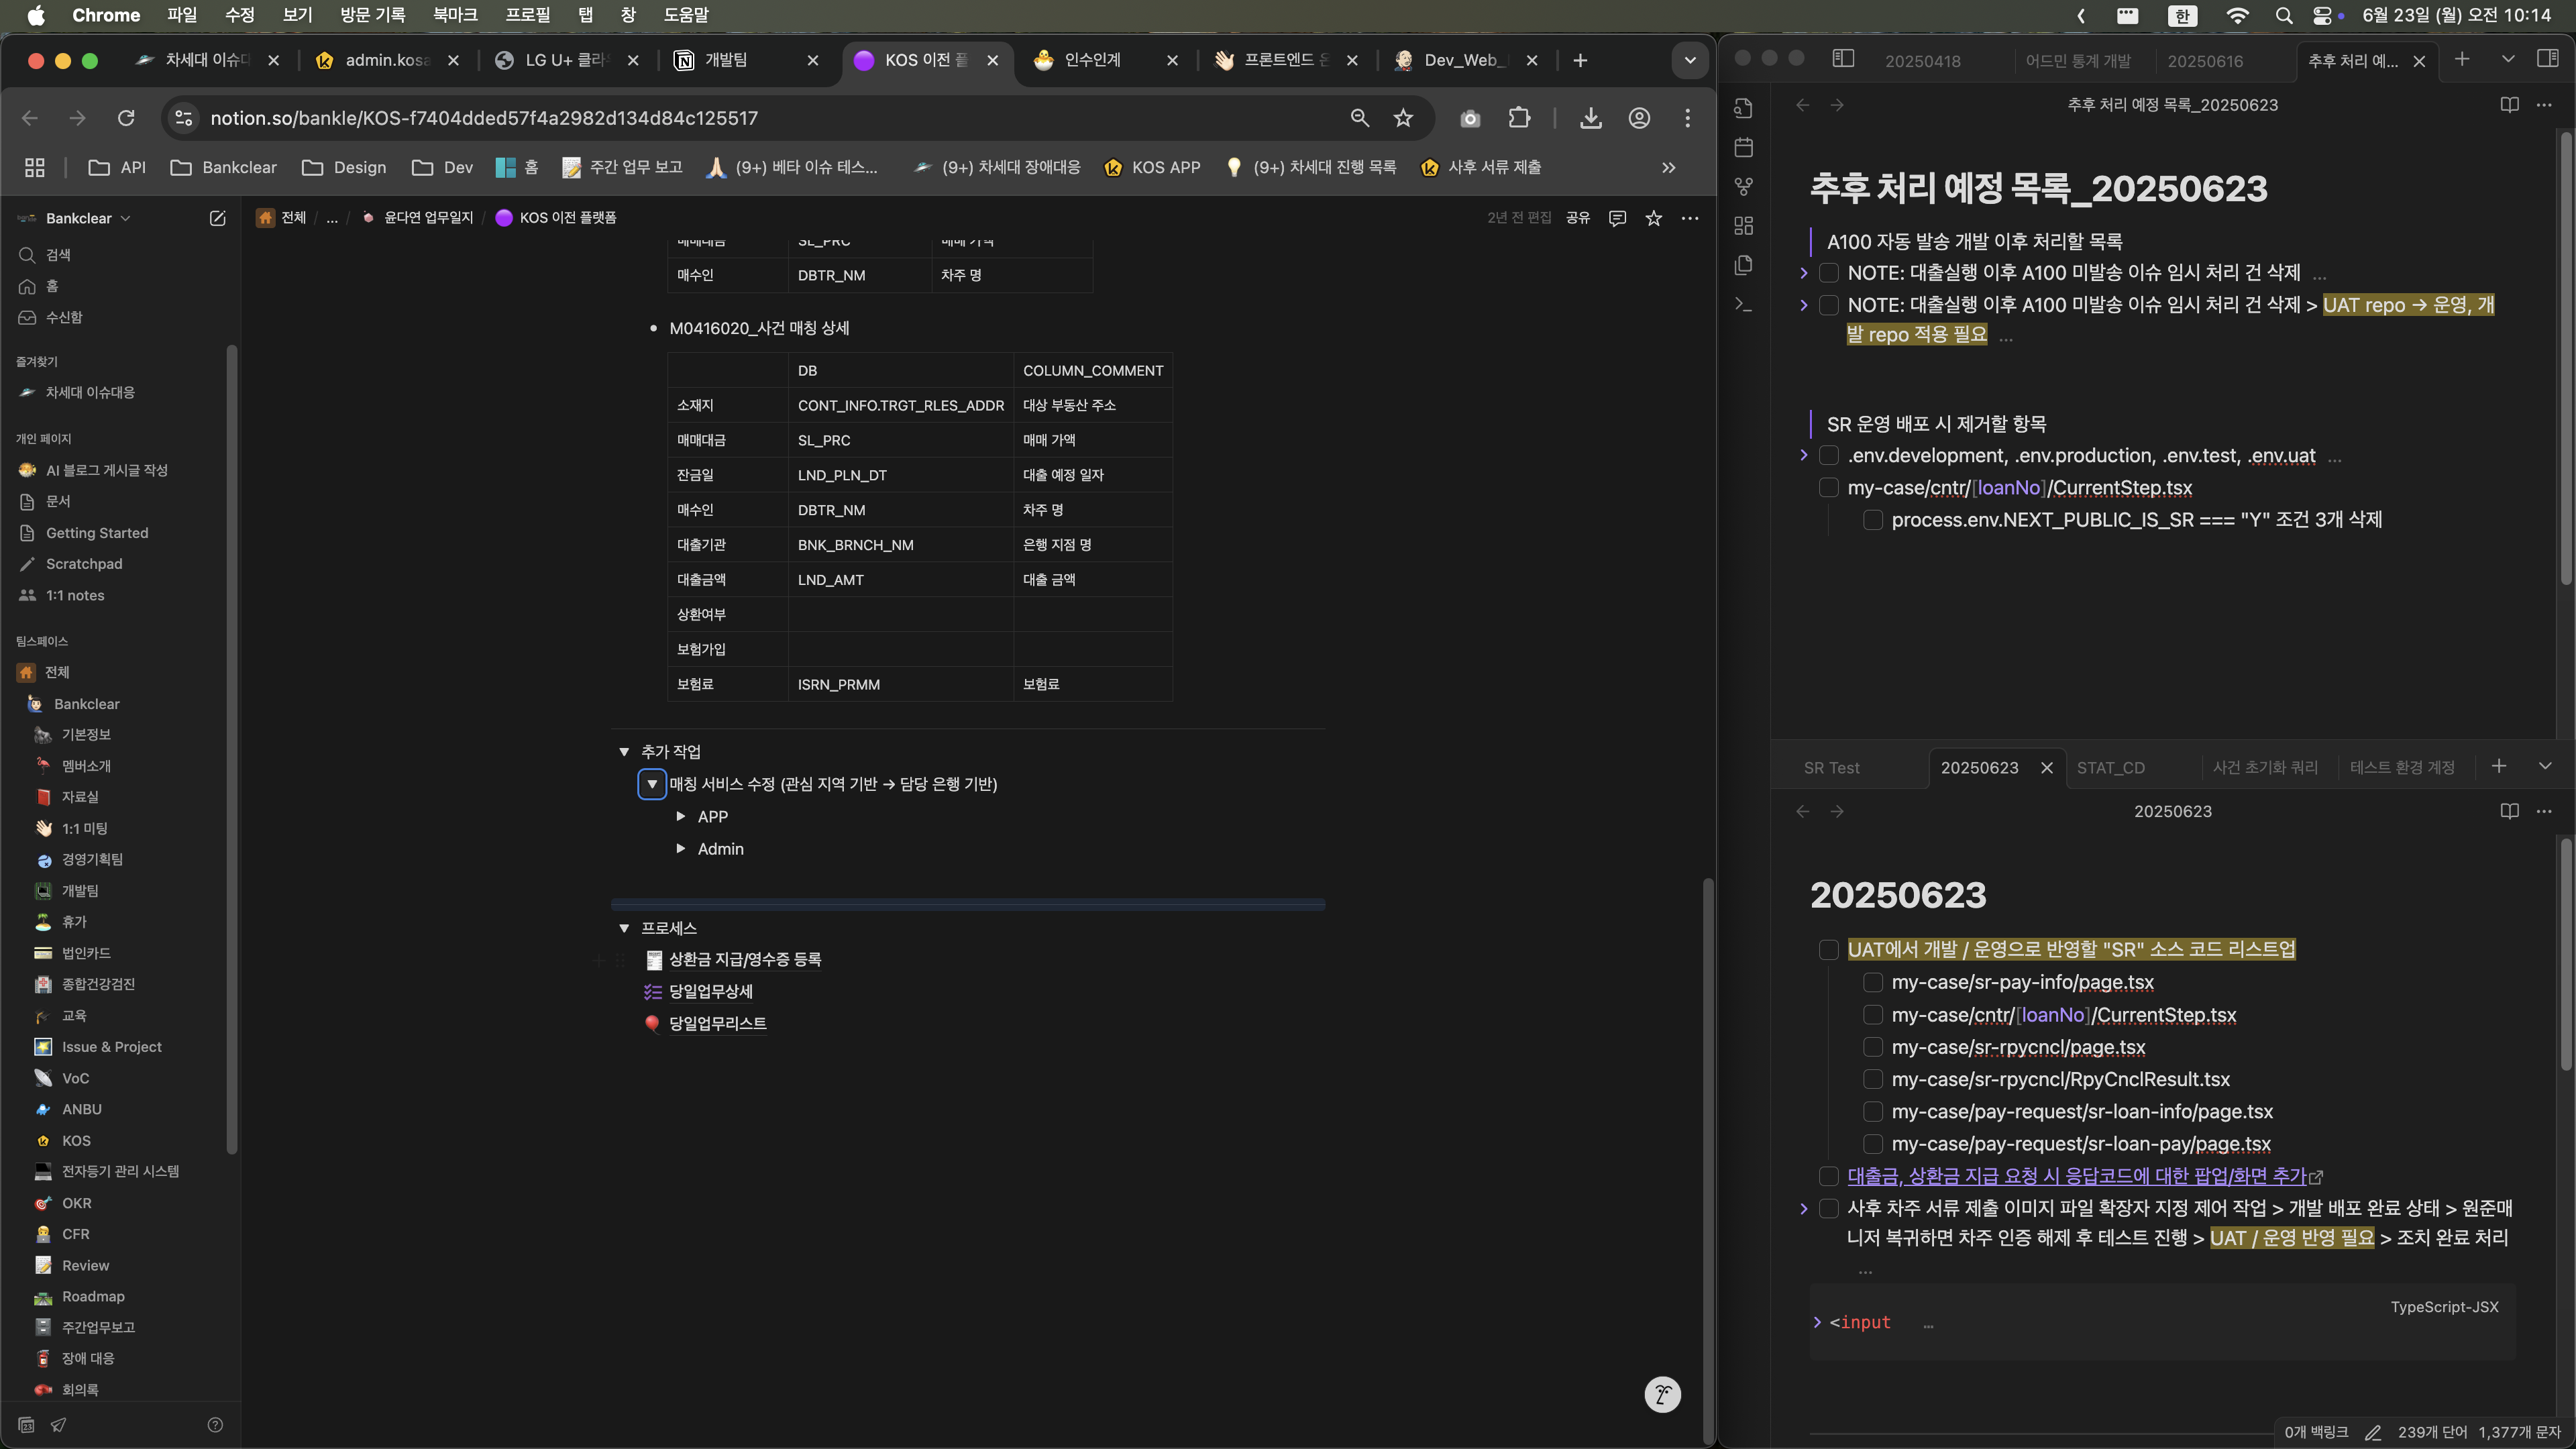 Chrome 파일 수정 보기 방문 기록 북마크 프로필 탭 창 도움말
한 6월 23일 (월) 오전 10:14
차세대 이슈대
admin.kosa
LG U+ 클라
개발팀
KOS 이전 플
인수인계
프론트엔드
Dev_Web_
notion.so/bankle/KOS-f7404dded57f4a2982d134d84c125517
API Bankclear Design Dev 홈 주간 업무 보고 (9+) 베타 이슈 테스... (9+) 차세대 장애대응 KOS APP (9+) 차세대 진행 목록 사후 서류 제출
Bankclear
검색
홈
수신함
즐겨찾기
차세대 이슈대응
개인 페이지
AI 블로그 게시글 작성
문서
Getting Started
Scratchpad
1:1 notes
팀스페이스
전체
Bankclear
기본정보
멤버소개
자료실
1:1 미팅
경영기획팀
개발팀
휴가
법인카드
종합건강검진
교육
Issue & Project
VoC
ANBU
KOS
전자등기 관리 시스템
OKR
CFR
Review
Roadmap
주간업무보고
장애 대응
회의록
전체 / ... / 윤다연 업무일지 / KOS 이전 플랫폼
2년 전 편집 공유
매매대금 SL_PRC 매매 가액
매수인 DBTR_NM 차주 명
• M0416020_사건 매칭 상세
DB COLUMN_COMMENT
소재지 CONT_INFO.TRGT_RLES_ADDR 대상 부동산 주소
매매대금 SL_PRC 매매 가액
잔금일 LND_PLN_DT 대출 예정 일자
매수인 DBTR_NM 차주 명
대출기관 BNK_BRNCH_NM 은행 지점 명
대출금액 LND_AMT 대출 금액
상환여부
보험가입
보험료 ISRN_PRMM 보험료
추가 작업
매칭 서비스 수정 (관심 지역 기반 → 담당 은행 기반)
APP
Admin
프로세스
상환금 지급/영수증 등록
당일업무상세
당일업무리스트
20250418 어드민 통계 개발 20250616 추후 처리 예...
추후 처리 예정 목록_20250623
추후 처리 예정 목록_20250623
A100 자동 발송 개발 이후 처리할 목록
NOTE: 대출실행 이후 A100 미발송 이슈 임시 처리 건 삭제 ...
NOTE: 대출실행 이후 A100 미발송 이슈 임시 처리 건 삭제 > UAT repo → 운영, 개
발 repo 적용 필요 ...
SR 운영 배포 시 제거할 항목
.env.development, .env.production, .env.test, .env.uat ...
my-case/cntr/[loanNo]/CurrentStep.tsx
process.env.NEXT_PUBLIC_IS_SR === "Y" 조건 3개 삭제
SR Test 20250623 STAT_CD 사건 초기화 쿼리 테스트 환경 계정
20250623
20250623
UAT에서 개발 / 운영으로 반영할 "SR" 소스 코드 리스트업
my-case/sr-pay-info/page.tsx
my-case/cntr/[loanNo]/CurrentStep.tsx
my-case/sr-rpycncl/page.tsx
my-case/sr-rpycncl/RpyCnclResult.tsx
my-case/pay-request/sr-loan-info/page.tsx
my-case/pay-request/sr-loan-pay/page.tsx
대출금, 상환금 지급 요청 시 응답코드에 대한 팝업/화면 추가
사후 차주 서류 제출 이미지 파일 확장자 지정 제어 작업 > 개발 배포 완료 상태 > 원준매
니저 복귀하면 차주 인증 해제 후 테스트 진행 > UAT / 운영 반영 필요 > 조치 완료 처리
...
TypeScript-JSX
<input ...
0개 백링크 239개 단어 1,377개 문자